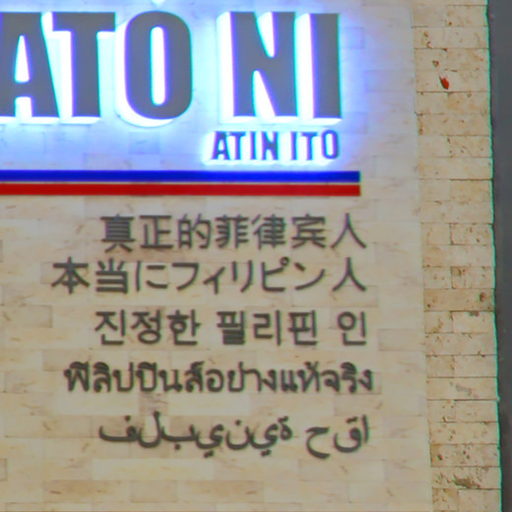 ATO NI
ATIN ITO
真正的菲律宾人
本当にフィリピン人
진정한 필리핀 인
ฟิลิปปินส์อย่างแท้จริง
فلبينية حقا